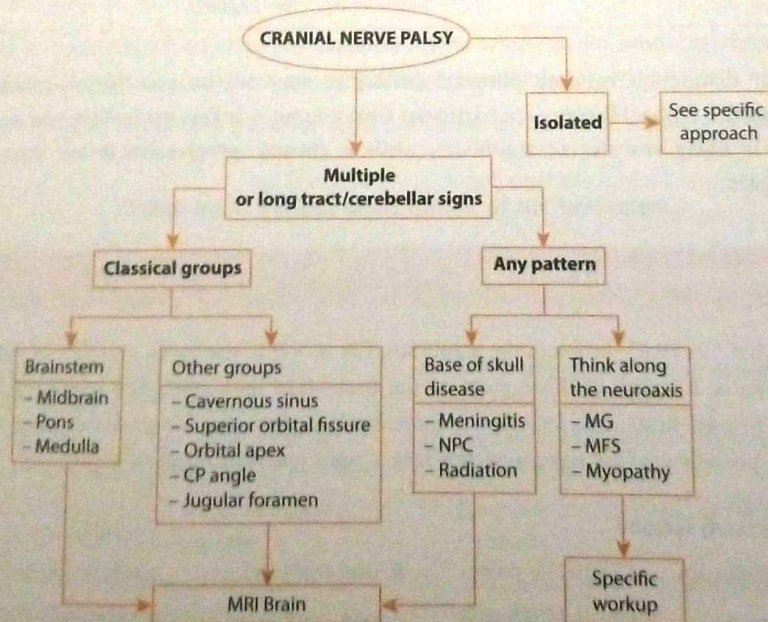 CRANIAL NERVE PALSY
Isolated
See specific
approach
Multiple
or long tract/cerebellar signs
Classical groups
Any pattern
Brainstem
– Midbrain
– Pons
– Medulla
Other groups
– Cavernous sinus
– Superior orbital fissure
– Orbital apex
– CP angle
– Jugular foramen
Base of skull
disease
– Meningitis
– NPC
– Radiation
Think along
the neuroaxis
– MG
– MFS
– Myopathy
MRI Brain
Specific
workup